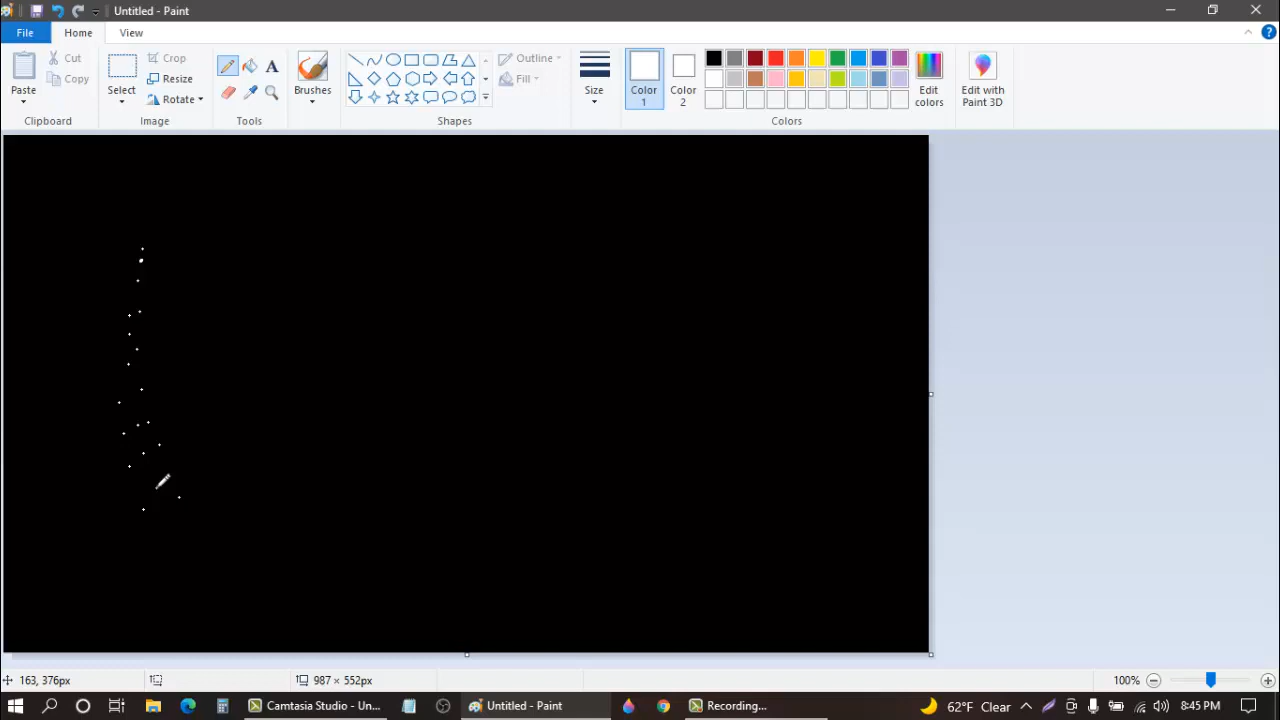 Untitled - Paint
File Home View
Paste
Cut
Copy
Clipboard
Select
Crop
Resize
Rotate
Image
A
Tools
Brushes
Outline
Fill
Shapes
Size
Color 1
Color 2
Edit colors
Colors
Edit with Paint 3D
163, 376px
987 × 552px
100%
Camtasia Studio - Un...
Untitled - Paint
Recording...
62°F Clear
8:45 PM